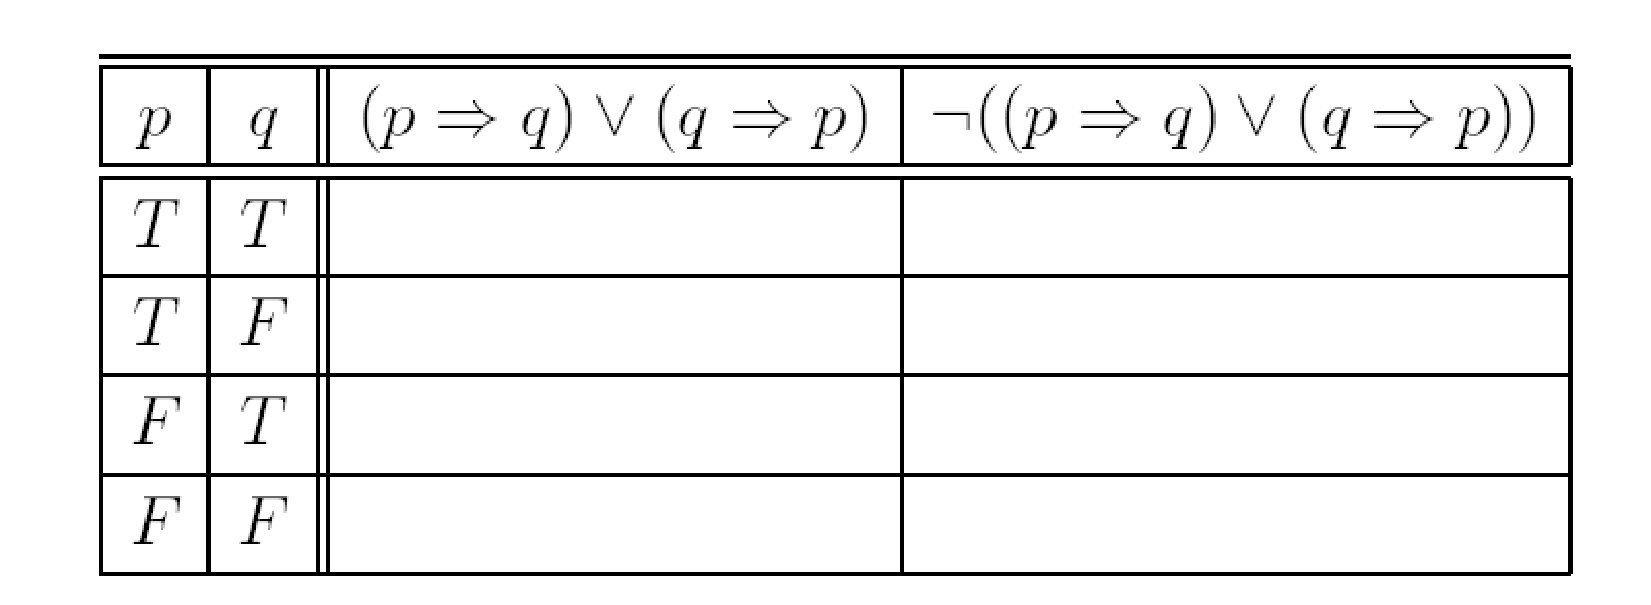 p q (p ⇒ q) ∨ (q ⇒ p) ¬((p ⇒ q) ∨ (q ⇒ p))
T T
T F
F T
F F